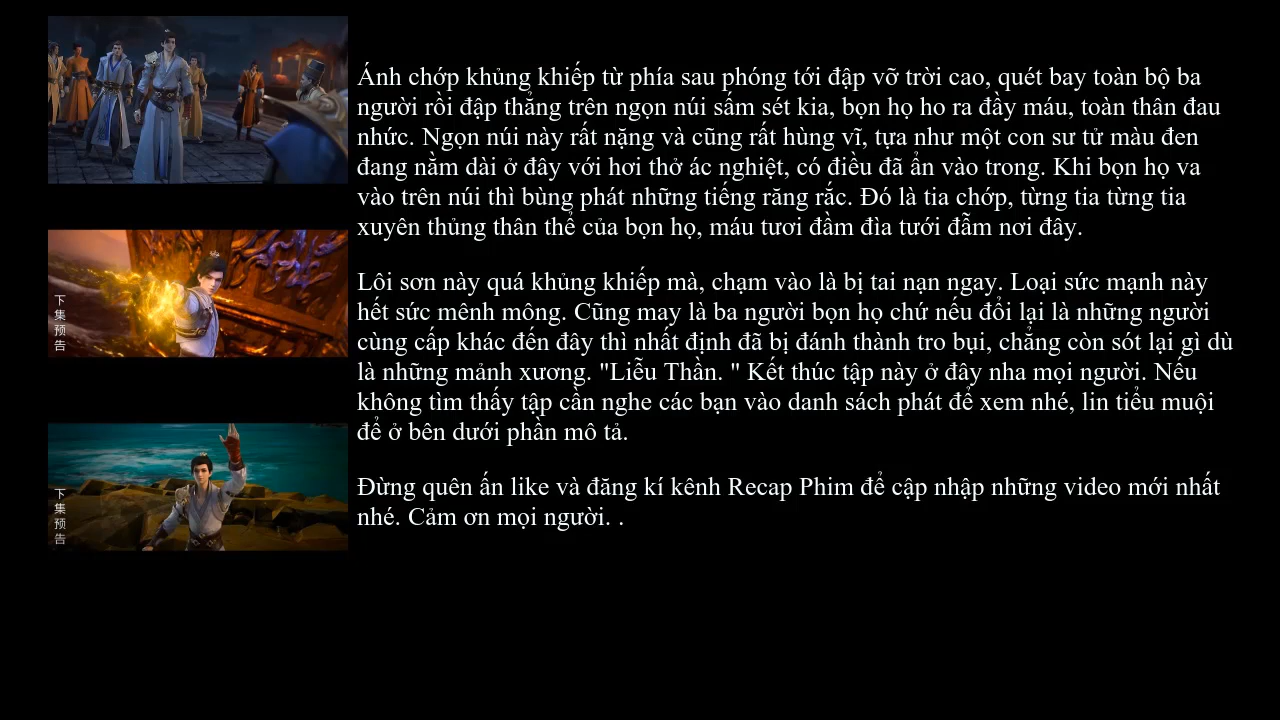 Ánh chớp khủng khiếp từ phía sau phóng tới đập vỡ trời cao, quét bay toàn bộ ba
người rồi đập thẳng trên ngọn núi sấm sét kia, bọn họ ho ra đầy máu, toàn thân đau
nhức. Ngọn núi này rất nặng và cũng rất hùng vĩ, tựa như một con sư tử màu đen
đang nằm dài ở đây với hơi thở ác nghiệt, có điều đã ẩn vào trong. Khi bọn họ va
vào trên núi thì bùng phát những tiếng răng rắc. Đó là tia chớp, từng tia từng tia
xuyên thủng thân thể của bọn họ, máu tươi đầm đìa tưới đẫm nơi đây.
Lôi sơn này quá khủng khiếp mà, chạm vào là bị tai nạn ngay. Loại sức mạnh này
hết sức mênh mông. Cũng may là ba người bọn họ chứ nếu đổi lại là những người
cùng cấp khác đến đây thì nhất định đã bị đánh thành tro bụi, chẳng còn sót lại gì dù
là những mảnh xương. "Liễu Thần. " Kết thúc tập này ở đây nha mọi người. Nếu
không tìm thấy tập cần nghe các bạn vào danh sách phát để xem nhé, lin tiểu muội
để ở bên dưới phần mô tả.
Đừng quên ấn like và đăng kí kênh Recap Phim để cập nhập những video mới nhất
nhé. Cảm ơn mọi người. .
下集预告
下集预告